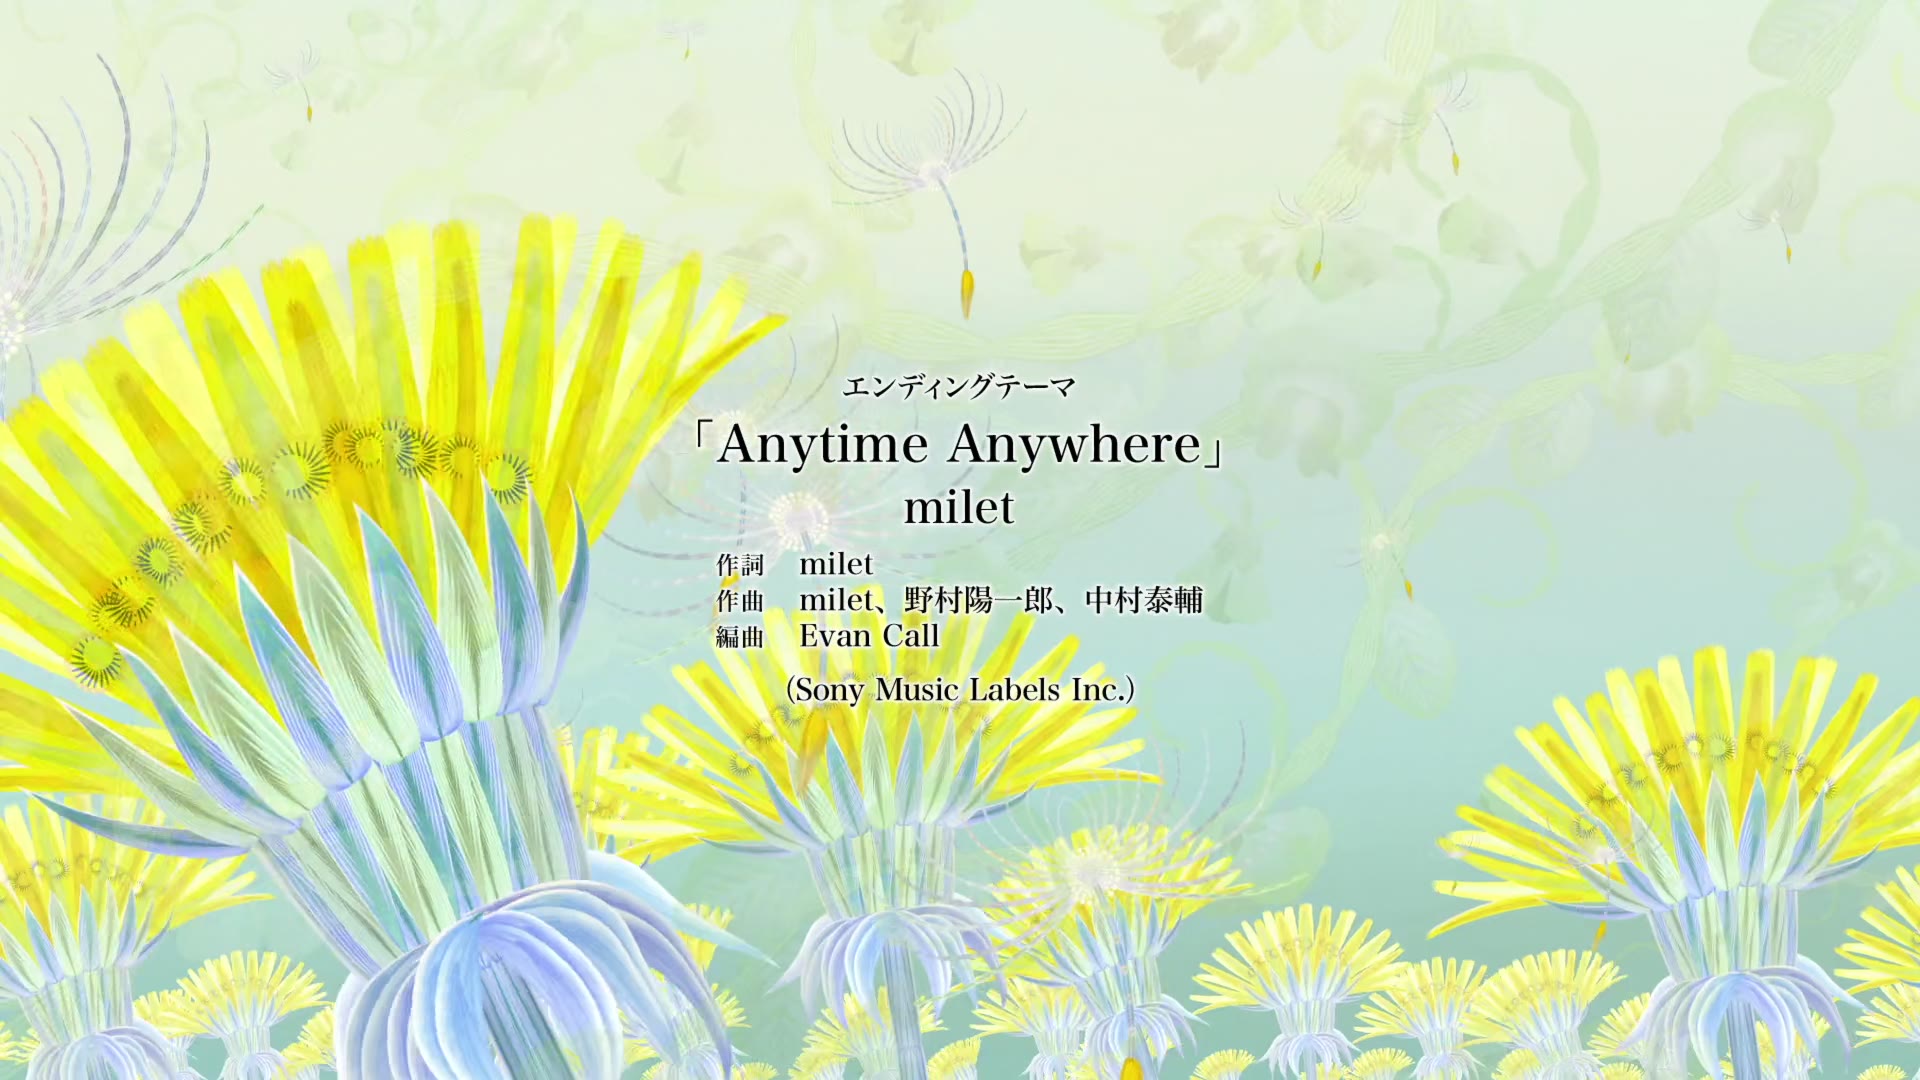 エンディングテーマ
「Anytime Anywhere」
milet
作詞 milet
作曲 milet、野村陽一郎、中村泰輔
編曲 Evan Call
(Sony Music Labels Inc.)